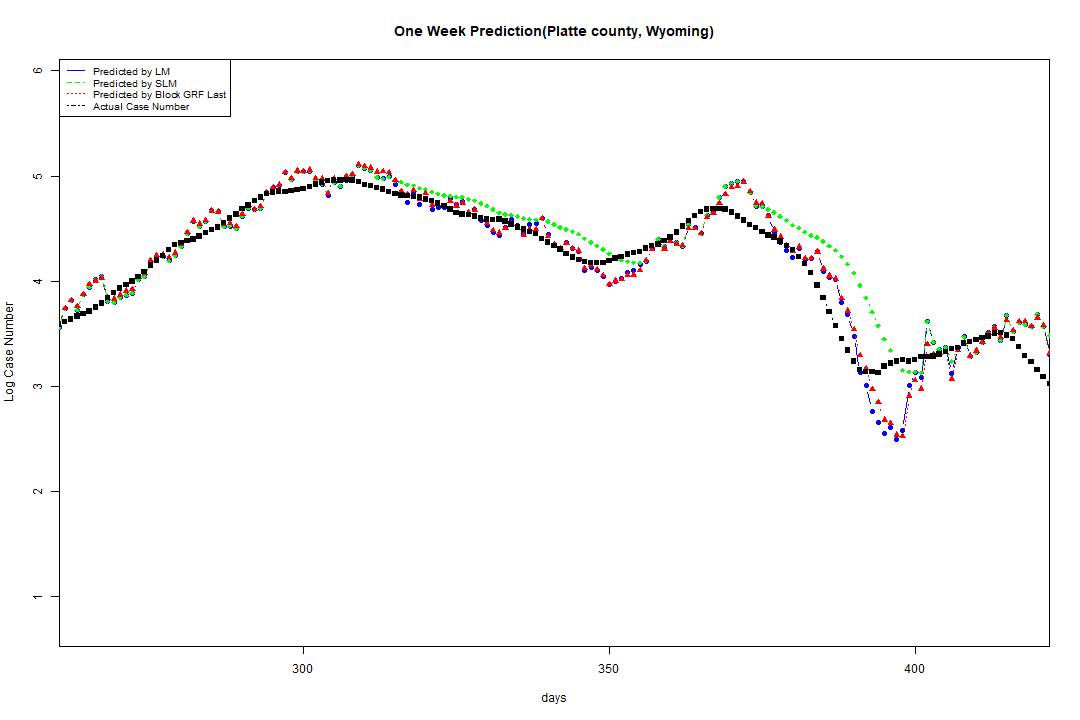 One Week Prediction(Platte county, Wyoming)
Predicted by LM
Predicted by SLM
Predicted by Block GRF Last
Actual Case Number
6
5
4
3
2
1
Log Case Number
300 350 400
days